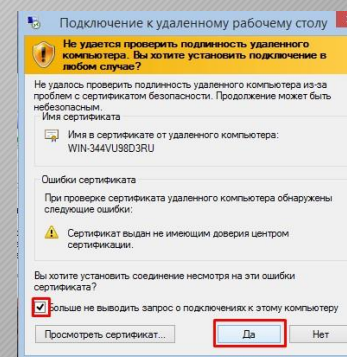 Подключение к удаленному рабочему столу
Не удается проверить подлинность удаленного
компьютера. Вы хотите установить подключение в
любом случае?
Не удалось проверить подлинность удаленного компьютера из-за
проблем с сертификатом безопасности. Продолжение может быть
небезопасным.
Имя сертификата
Имя в сертификате от удаленного компьютера:
WIN-344VU98D3RU
Ошибки сертификата
При проверке сертификата удаленного компьютера обнаружены
следующие ошибки:
Сертификат выдан не имеющим доверия центром
сертификации.
Вы хотите установить соединение несмотря на эти ошибки
сертификата?
Больше не выводить запрос о подключениях к этому компьютеру
Просмотреть сертификат... Да Нет